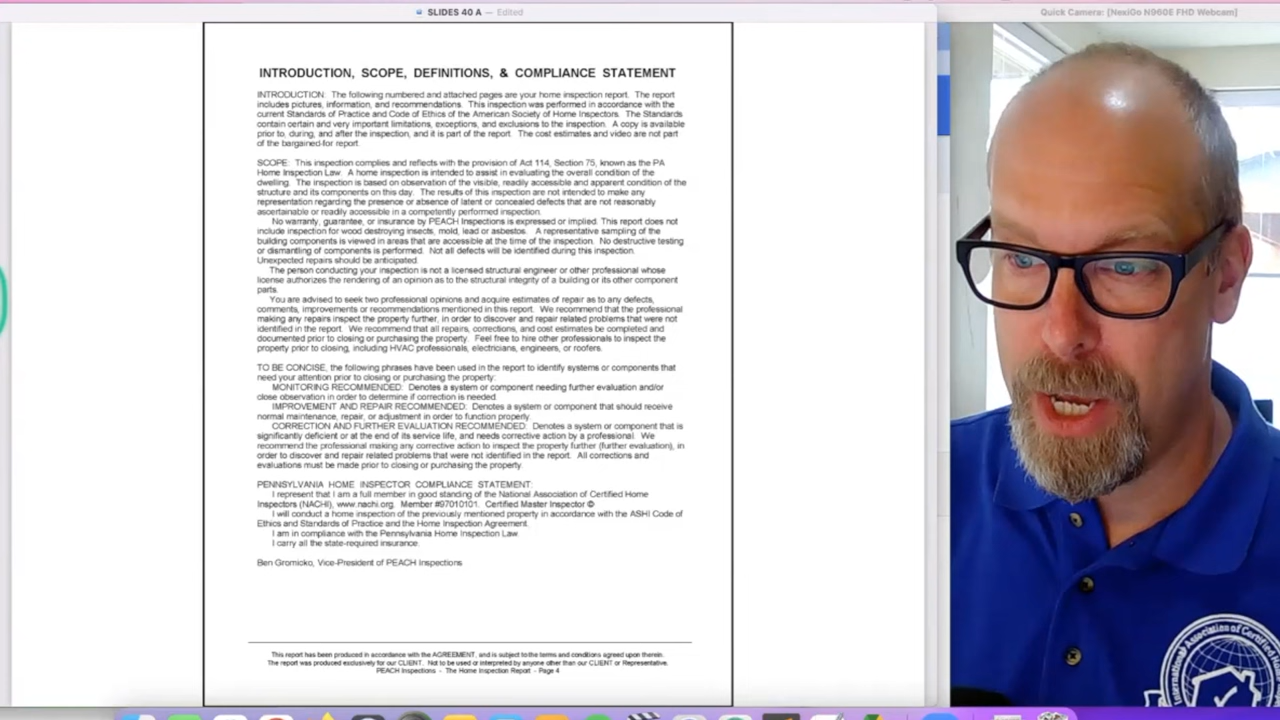 SLIDES 40 A — Edited
Quick Camera: [NexiGo N960E FHD Webcam]
INTRODUCTION, SCOPE, DEFINITIONS, & COMPLIANCE STATEMENT
INTRODUCTION: The following numbered and attached pages are your home inspection report. The report
includes pictures, information, and recommendations. This inspection was performed in accordance with the
current Standards of Practice and Code of Ethics of the American Society of Home Inspectors. The Standards
contain certain and very important limitations, exceptions, and exclusions to the inspection. A copy is available
prior to, during, and after the inspection, and it is part of the report. The cost estimates and video are not part
of the bargained-for report.
SCOPE: This inspection complies and reflects with the provision of Act 114, Section 75, known as the PA
Home Inspection Law. A home inspection is intended to assist in evaluating the overall condition of the
dwelling. The inspection is based on observation of the visible, readily accessible and apparent condition of the
structure and its components on this day. The results of this inspection are not intended to make any
representation regarding the presence or absence of latent or concealed defects that are not reasonably
ascertainable or readily accessible in a competently performed inspection.
No warranty, guarantee, or insurance by PEACH Inspections is expressed or implied. This report does not
include inspection for wood destroying insects, mold, lead or asbestos. A representative sampling of the
building components is viewed in areas that are accessible at the time of the inspection. No destructive testing
or dismantling of components is performed. Not all defects will be identified during this inspection.
Unexpected repairs should be anticipated.
The person conducting your inspection is not a licensed structural engineer or other professional whose
license authorizes the rendering of an opinion as to the structural integrity of a building or its other component
parts.
You are advised to seek two professional opinions and acquire estimates of repair as to any defects,
comments, improvements or recommendations mentioned in this report. We recommend that the professional
making any repairs inspect the property further, in order to discover and repair related problems that were not
identified in the report. We recommend that all repairs, corrections, and cost estimates be completed and
documented prior to closing or purchasing the property. Feel free to hire other professionals to inspect the
property prior to closing, including HVAC professionals, electricians, engineers, or roofers.
TO BE CONCISE, the following phrases have been used in the report to identify systems or components that
need your attention prior to closing or purchasing the property:
MONITORING RECOMMENDED: Denotes a system or component needing further evaluation and/or
close observation in order to determine if correction is needed.
IMPROVEMENT AND REPAIR RECOMMENDED: Denotes a system or component that should receive
normal maintenance, repair, or adjustment in order to function properly.
CORRECTION AND FURTHER EVALUATION RECOMMENDED: Denotes a system or component that is
significantly deficient or at the end of its service life, and needs corrective action by a professional. We
recommend the professional making any corrective action to inspect the property further (further evaluation), in
order to discover and repair related problems that were not identified in the report. All corrections and
evaluations must be made prior to closing or purchasing the property.
PENNSYLVANIA HOME INSPECTOR COMPLIANCE STATEMENT:
I represent that I am a full member in good standing of the National Association of Certified Home
Inspectors (NACHI), www.nachi.org. Member #97010101. Certified Master Inspector ©
I will conduct a home inspection of the previously mentioned property in accordance with the ASHI Code of
Ethics and Standards of Practice and the Home Inspection Agreement.
I am in compliance with the Pennsylvania Home Inspection Law.
I carry all the state-required insurance.
Ben Gromicko, Vice-President of PEACH Inspections
This report has been produced in accordance with the AGREEMENT, and is subject to the terms and conditions agreed upon therein.
The report was produced exclusively for our CLIENT. Not to be used or interpreted by anyone other than our CLIENT or Representative.
PEACH Inspections - The Home Inspection Report - Page 4
International Association of Certified